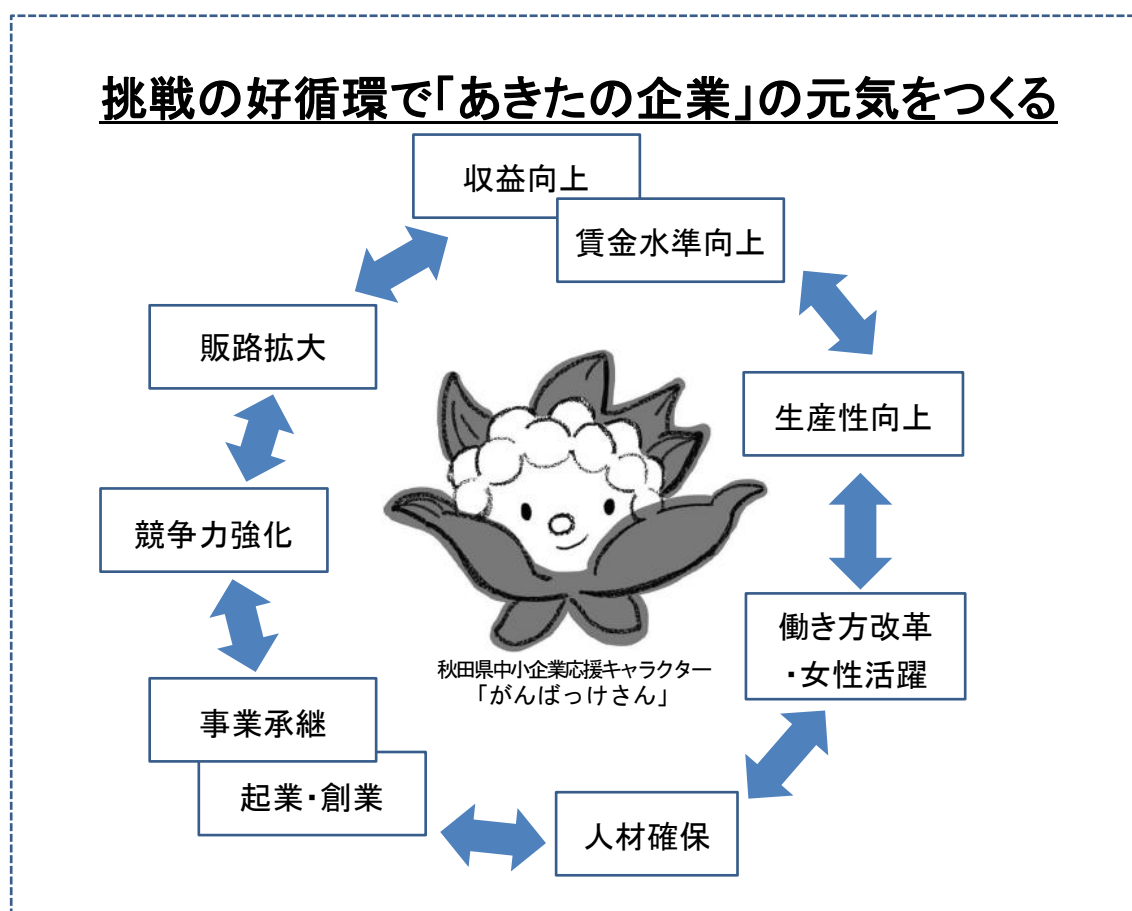 挑戦の好循環で「あきたの企業」の元気をつくる
収益向上
賃金水準向上
販路拡大
生産性向上
競争力強化
働き方改革
・女性活躍
秋田県中小企業応援キャラクター
「がんばっけさん」
事業承継
起業・創業
人材確保